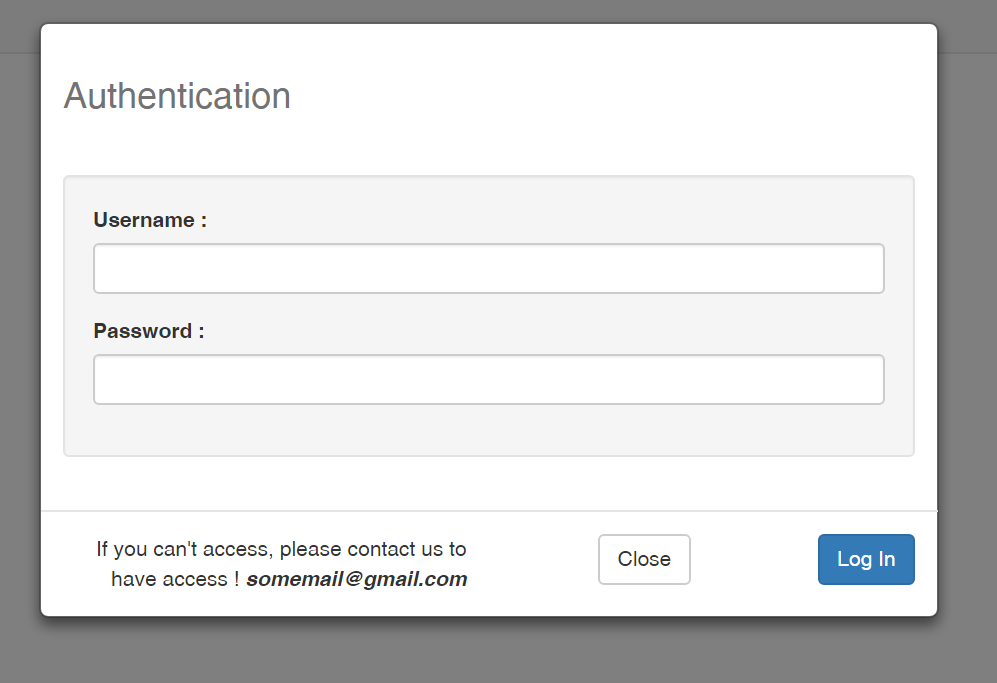 Authentication
Username :
Password :
If you can't access, please contact us to
have access ! somemail@gmail.com
Close
Log In